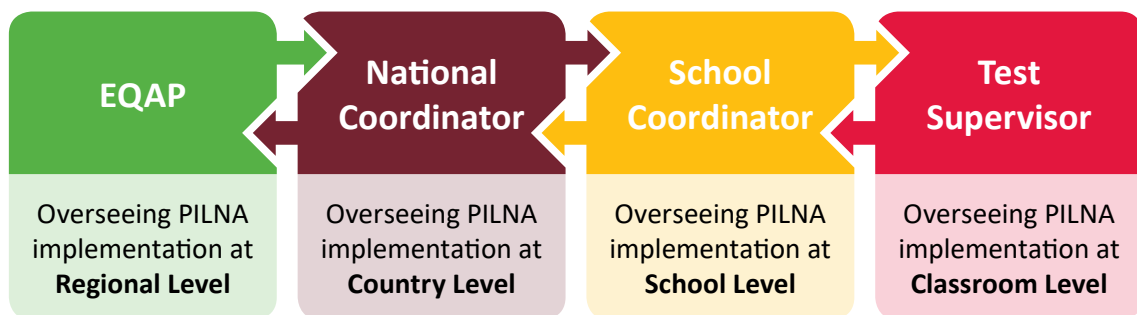 EQAP
Overseeing PILNA
implementation at
Regional Level
National
Coordinator
Overseeing PILNA
implementation at
Country Level
School
Coordinator
Overseeing PILNA
implementation at
School Level
Test
Supervisor
Overseeing PILNA
implementation at
Classroom Level